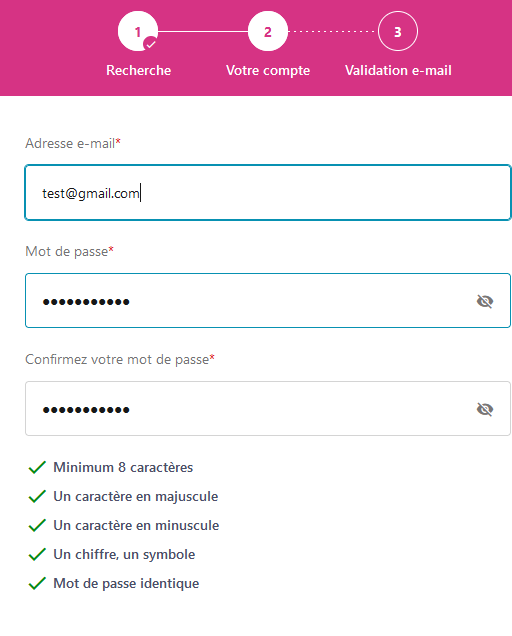 1 2 3
Recherche Votre compte Validation e-mail
Adresse e-mail*
test@gmail.com
Mot de passe*
●●●●●●●●●●●
Confirmez votre mot de passe*
●●●●●●●●●●●
Minimum 8 caractères
Un caractère en majuscule
Un caractère en minuscule
Un chiffre, un symbole
Mot de passe identique